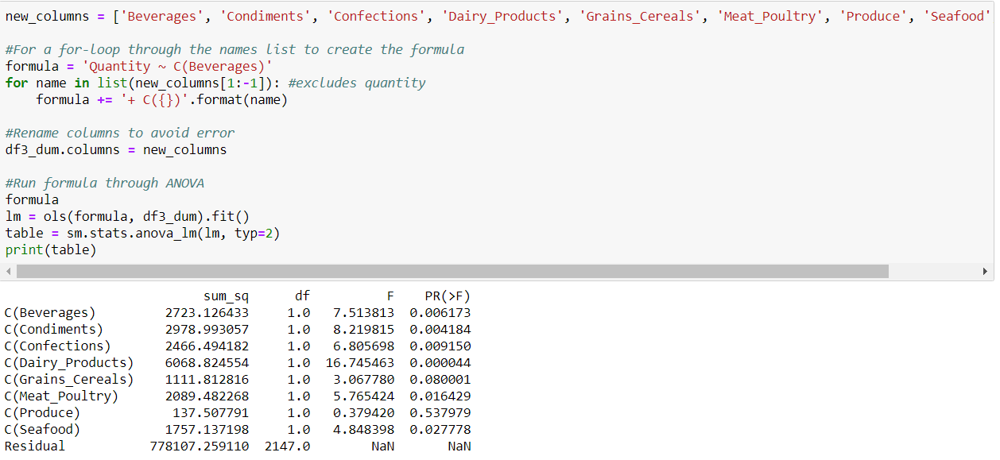 new_columns = ['Beverages', 'Condiments', 'Confections', 'Dairy_Products', 'Grains_Cereals', 'Meat_Poultry', 'Produce', 'Seafood'
#For a for-loop through the names list to create the formula
formula = 'Quantity ~ C(Beverages)'
for name in list(new_columns[1:-1]): #excludes quantity
    formula += '+ C({})'.format(name)
#Rename columns to avoid error
df3_dum.columns = new_columns
#Run formula through ANOVA
formula
lm = ols(formula, df3_dum).fit()
table = sm.stats.anova_lm(lm, typ=2)
print(table)
sum_sq df F PR(>F)
C(Beverages) 2723.126433 1.0 7.513813 0.006173
C(Condiments) 2978.993057 1.0 8.219815 0.004184
C(Confections) 2466.494182 1.0 6.805698 0.009150
C(Dairy_Products) 6068.824554 1.0 16.745463 0.000044
C(Grains_Cereals) 1111.812816 1.0 3.067780 0.080001
C(Meat_Poultry) 2089.482268 1.0 5.765424 0.016429
C(Produce) 137.507791 1.0 0.379420 0.537979
C(Seafood) 1757.137198 1.0 4.848398 0.027778
Residual 778107.259110 2147.0 NaN NaN